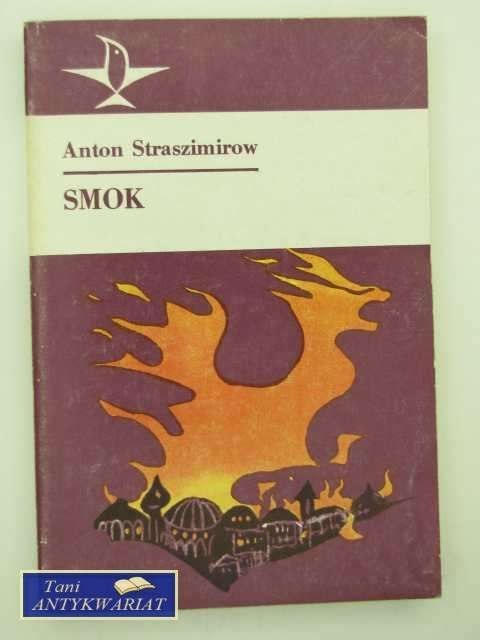 Anton Straszimirow
SMOK
Tani
ANTYKWARIAT